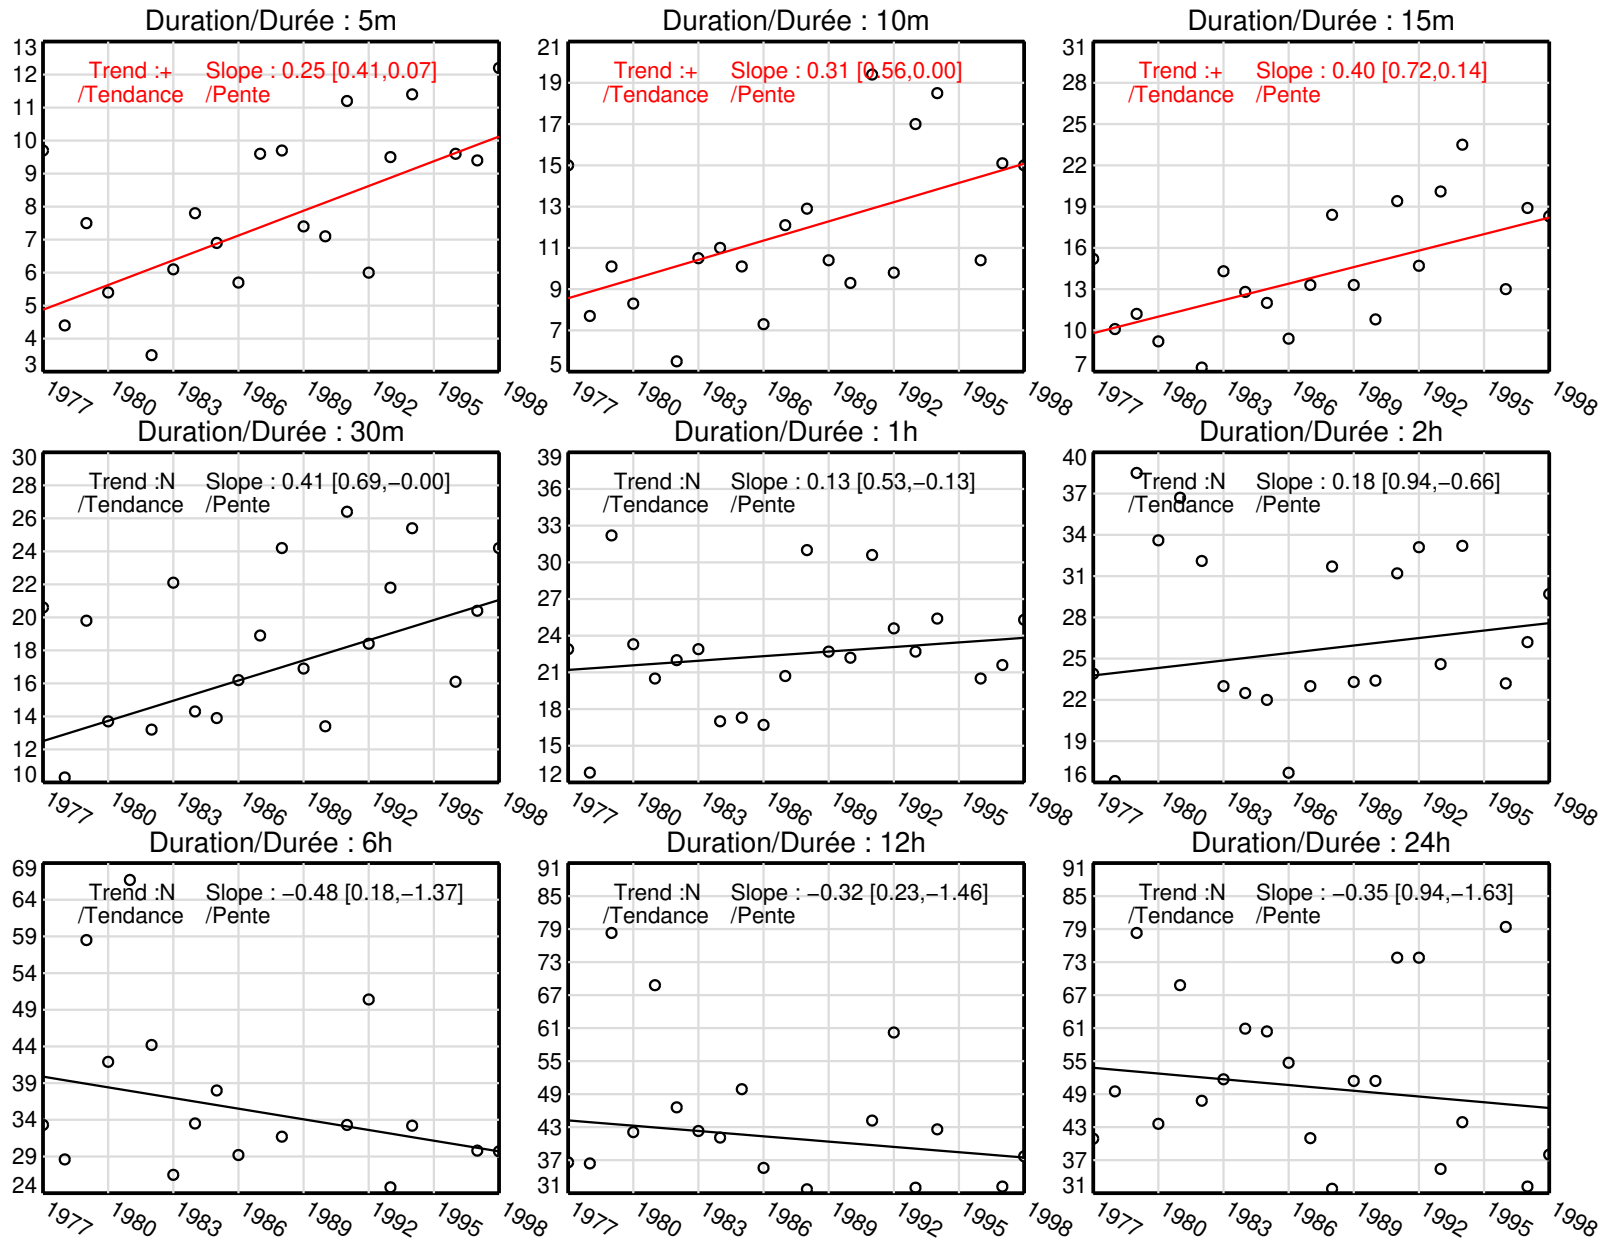 Duration/Durée : 5m
Duration/Durée : 10m
Duration/Durée : 15m
13
12
11
10
9
8
7
6
5
4
3
Trend :+ Slope : 0.25 [0.41,0.07]
/Tendance /Pente
1977 1980 1983 1986 1989 1992 1995 1998
21
19
17
15
13
11
9
7
5
Trend :+ Slope : 0.31 [0.56,0.00]
/Tendance /Pente
1977 1980 1983 1986 1989 1992 1995 1998
31
28
25
22
19
16
13
10
7
Trend :+ Slope : 0.40 [0.72,0.14]
/Tendance /Pente
1977 1980 1983 1986 1989 1992 1995 1998
Duration/Durée : 30m
Duration/Durée : 1h
Duration/Durée : 2h
30
28
26
24
22
20
18
16
14
12
10
Trend :N Slope : 0.41 [0.69,−0.00]
/Tendance /Pente
1977 1980 1983 1986 1989 1992 1995 1998
39
36
33
30
27
24
21
18
15
12
Trend :N Slope : 0.13 [0.53,−0.13]
/Tendance /Pente
1977 1980 1983 1986 1989 1992 1995 1998
40
37
34
31
28
25
22
19
16
Trend :N Slope : 0.18 [0.94,−0.66]
/Tendance /Pente
1977 1980 1983 1986 1989 1992 1995 1998
Duration/Durée : 6h
Duration/Durée : 12h
Duration/Durée : 24h
69
64
59
54
49
44
39
34
29
24
Trend :N Slope : −0.48 [0.18,−1.37]
/Tendance /Pente
1977 1980 1983 1986 1989 1992 1995 1998
91
85
79
73
67
61
55
49
43
37
31
Trend :N Slope : −0.32 [0.23,−1.46]
/Tendance /Pente
1977 1980 1983 1986 1989 1992 1995 1998
91
85
79
73
67
61
55
49
43
37
31
Trend :N Slope : −0.35 [0.94,−1.63]
/Tendance /Pente
1977 1980 1983 1986 1989 1992 1995 1998